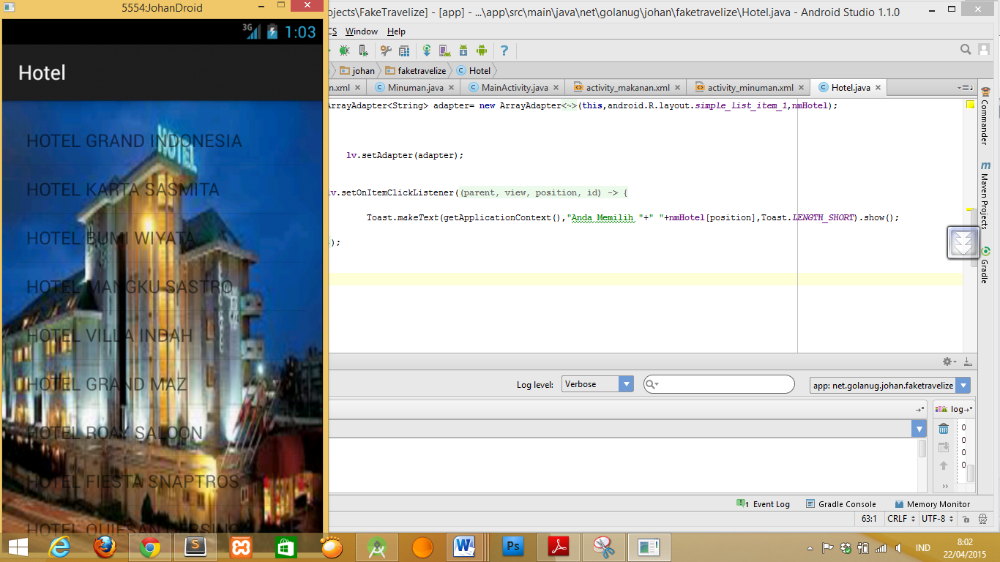 5554:JohanDroid
3G 1:03
Hotel
HOTEL GRAND INDONESIA
HOTEL KARTA SASMITA
HOTEL BUMI WIYATA
HOTEL MANGKU SASTRO
HOTEL VILLA INDAH
HOTEL GRAND MAZ
HOTEL ROAY SALOON
HOTEL FIESTA SNAPTROS
HOTEL
HOTEL
ojects\FakeTravelize] - [app] - ...\app\src\main\java\net\golanug\johan\faketravelize\Hotel.java - Android Studio 1.1.0
CS Window Help
johan faketravelize Hotel
n.xml Minuman.java MainActivity.java activity_makanan.xml activity_minuman.xml Hotel.java
ArrayAdapter<String> adapter= new ArrayAdapter<~>(this,android.R.layout.simple_list_item_1,nmHotel);
lv.setAdapter(adapter);
lv.setOnItemClickListener((parent, view, position, id) -> {
Toast.makeText(getApplicationContext(),"Anda Memilih "+" "+nmHotel[position],Toast.LENGTH_SHORT).show();
);
Commander
Maven Projects
Gradle
Log level: Verbose app: net.golanug.johan.faketravelize
log
0
0
0
0
1 Event Log Gradle Console Memory Monitor
63:1 CRLF UTF-8
IND 8:02
22/04/2015